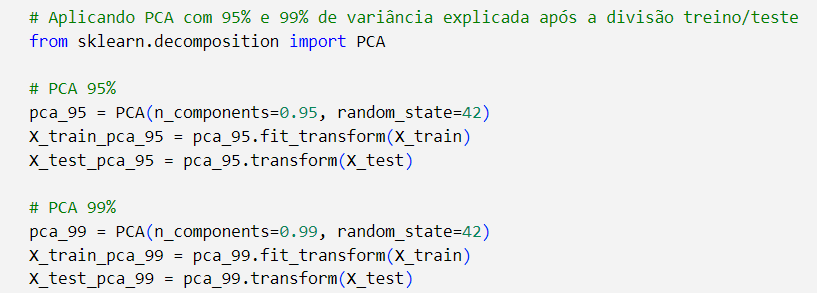 # Aplicando PCA com 95% e 99% de variância explicada após a divisão treino/teste
from sklearn.decomposition import PCA
# PCA 95%
pca_95 = PCA(n_components=0.95, random_state=42)
X_train_pca_95 = pca_95.fit_transform(X_train)
X_test_pca_95 = pca_95.transform(X_test)
# PCA 99%
pca_99 = PCA(n_components=0.99, random_state=42)
X_train_pca_99 = pca_99.fit_transform(X_train)
X_test_pca_99 = pca_99.transform(X_test)